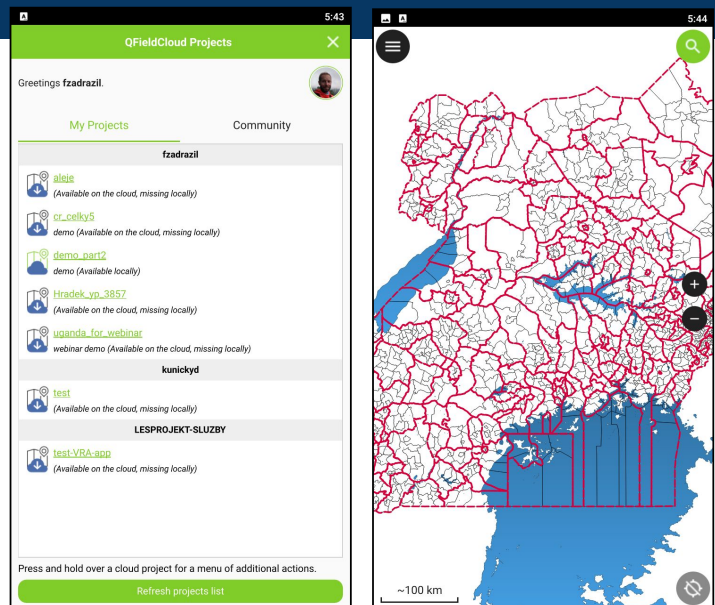 A
5:43
QFieldCloud Projects
Greetings fzadrazil.
My Projects
Community
fzadrazil
aleje
(Available on the cloud, missing locally)
cr_celky5
demo (Available on the cloud, missing locally)
demo_part2
demo (Available locally)
Hradek_yp_3857
(Available on the cloud, missing locally)
uganda_for_webinar
webinar demo (Available on the cloud, missing locally)
kunickyd
test
(Available on the cloud, missing locally)
LESPROJEKT-SLUZBY
test-VRA-app
(Available on the cloud, missing locally)
Press and hold over a cloud project for a menu of additional actions.
Refresh projects list
A
5:44
~100 km